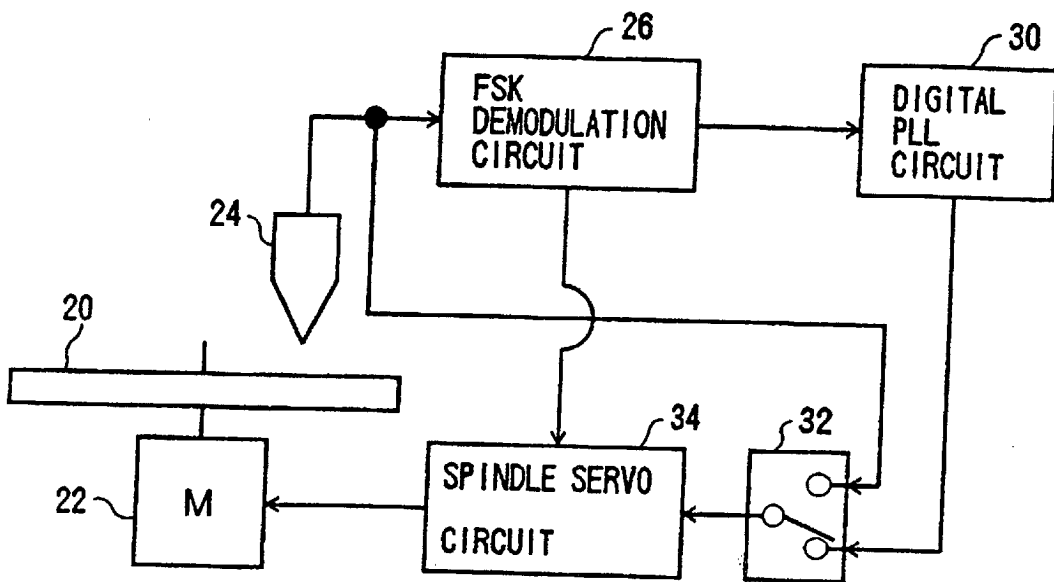 26
30
FSK
DEMODULATION
CIRCUIT
DIGITAL
PLL
CIRCUIT
24
20
34
32
22
M
SPINDLE SERVO
CIRCUIT